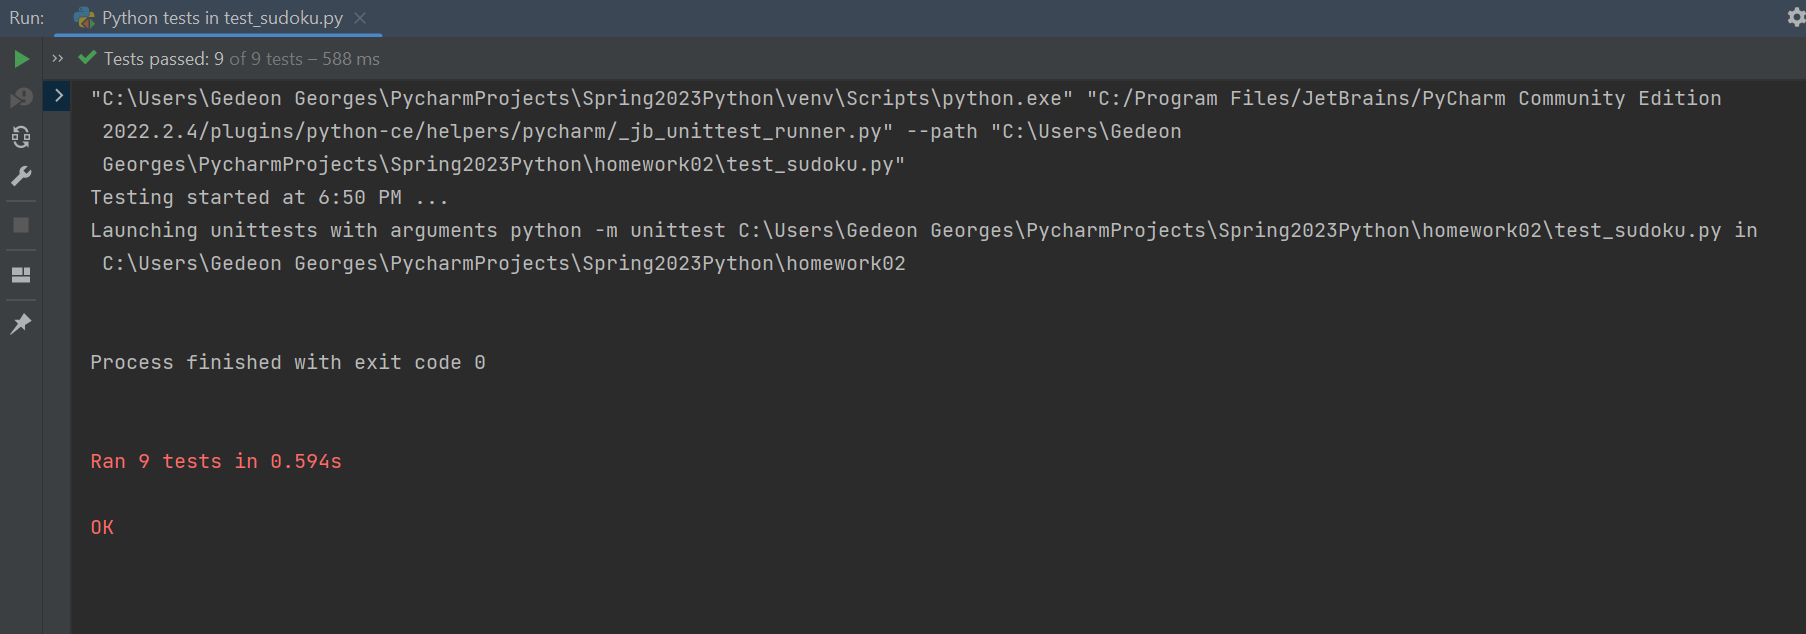 Run: Python tests in test_sudoku.py
Tests passed: 9 of 9 tests – 588 ms
"C:\Users\Gedeon Georges\PycharmProjects\Spring2023Python\venv\Scripts\python.exe" "C:/Program Files/JetBrains/PyCharm Community Edition
2022.2.4/plugins/python-ce/helpers/pycharm/_jb_unittest_runner.py" --path "C:\Users\Gedeon
Georges\PycharmProjects\Spring2023Python\homework02\test_sudoku.py"
Testing started at 6:50 PM ...
Launching unittests with arguments python -m unittest C:\Users\Gedeon Georges\PycharmProjects\Spring2023Python\homework02\test_sudoku.py in
C:\Users\Gedeon Georges\PycharmProjects\Spring2023Python\homework02
Process finished with exit code 0
Ran 9 tests in 0.594s
OK